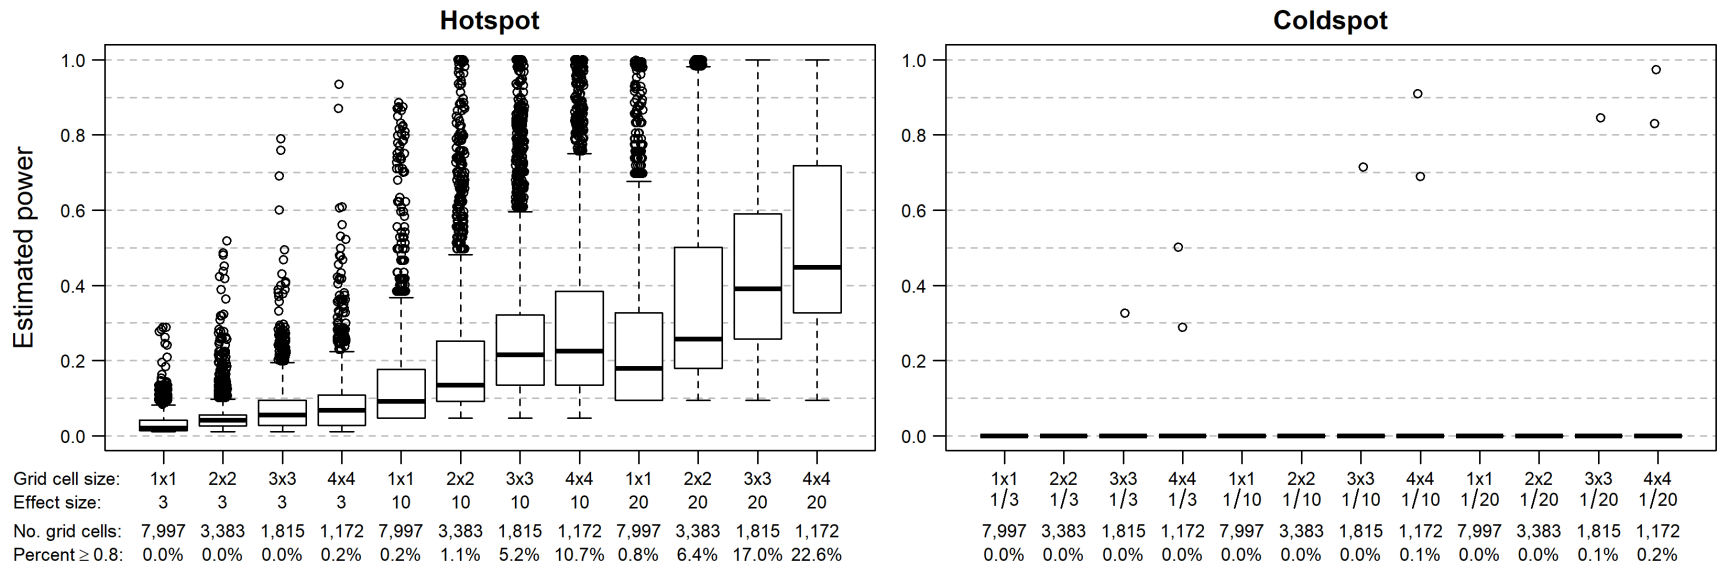 Hotspot
Coldspot
Estimated power
1.0
0.8
0.6
0.4
0.2
0.0
1.0
0.8
0.6
0.4
0.2
0.0
Grid cell size: 1x1 2x2 3x3 4x4 1x1 2x2 3x3 4x4 1x1 2x2 3x3 4x4
Effect size: 3 3 3 3 10 10 10 10 20 20 20 20
No. grid cells: 7,997 3,383 1,815 1,172 7,997 3,383 1,815 1,172 7,997 3,383 1,815 1,172
Percent ≥ 0.8: 0.0% 0.0% 0.0% 0.2% 0.2% 1.1% 5.2% 10.7% 0.8% 6.4% 17.0% 22.6%
1x1 2x2 3x3 4x4 1x1 2x2 3x3 4x4 1x1 2x2 3x3 4x4
1/3 1/3 1/3 1/3 1/10 1/10 1/10 1/10 1/20 1/20 1/20 1/20
7,997 3,383 1,815 1,172 7,997 3,383 1,815 1,172 7,997 3,383 1,815 1,172
0.0% 0.0% 0.0% 0.0% 0.0% 0.0% 0.0% 0.1% 0.0% 0.0% 0.1% 0.2%